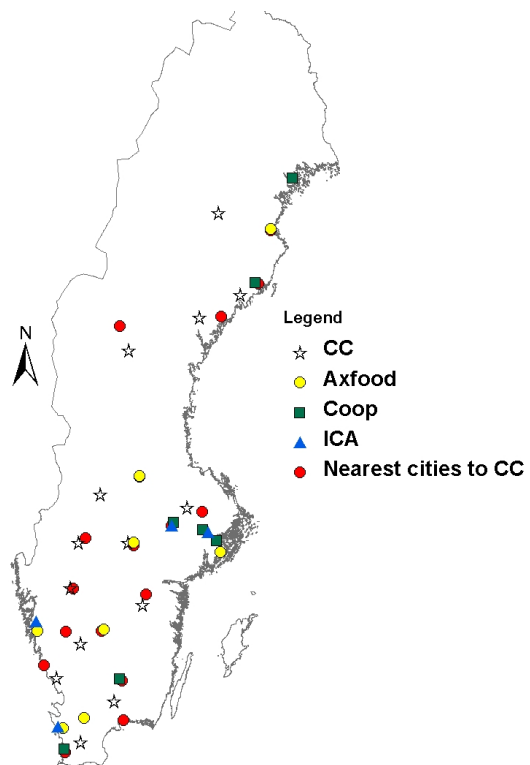 N
Legend
CC
Axfood
Coop
ICA
Nearest cities to CC